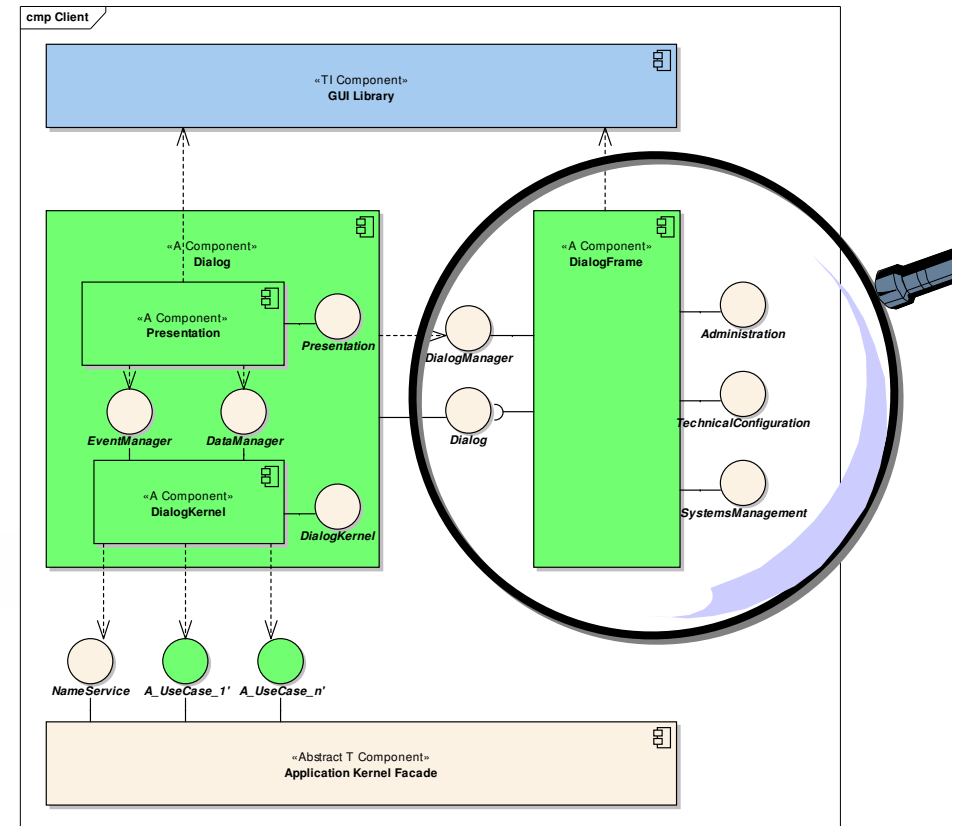 cmp Client
«TI Component»
GUI Library
«A Component»
Dialog
«A Component»
DialogFrame
«A Component»
Presentation
Presentation
DialogManager
Administration
EventManager
DataManager
Dialog
TechnicalConfiguration
«A Component»
DialogKernel
DialogKernel
SystemsManagement
NameService
A_UseCase_1'
A_UseCase_n'
«Abstract T Component»
Application Kernel Facade